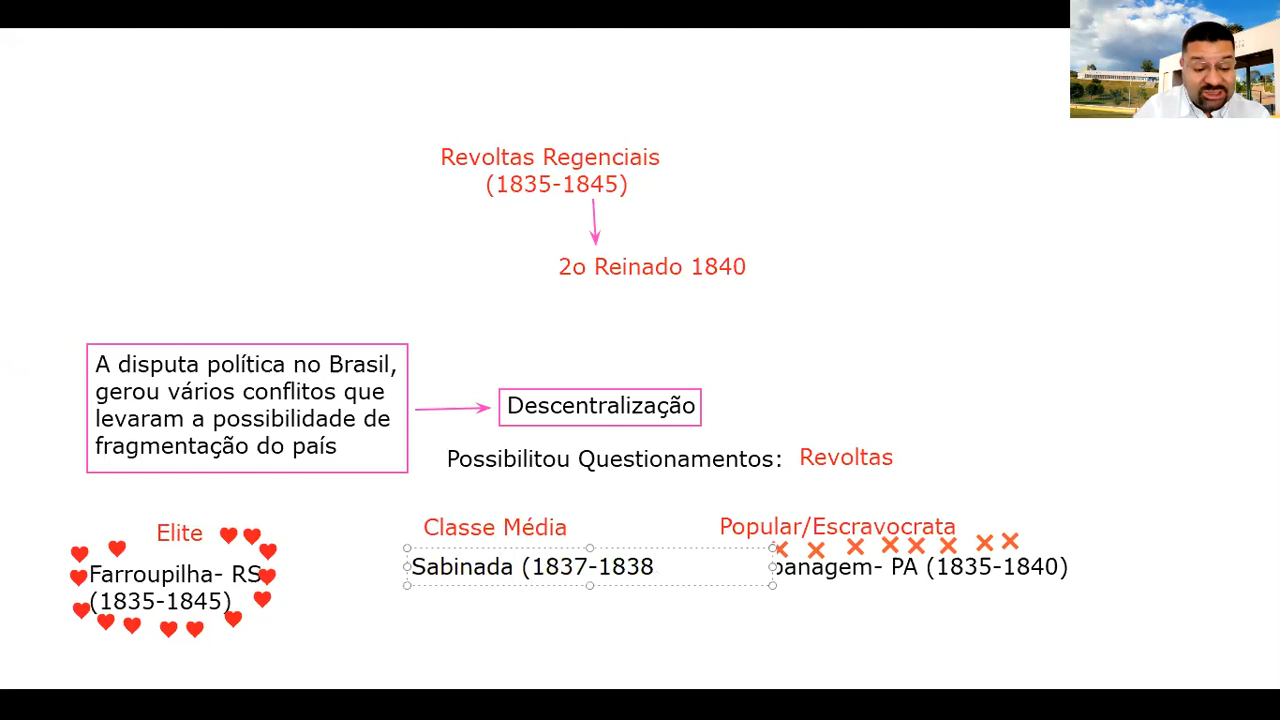 Revoltas Regenciais
(1835-1845)
2o Reinado 1840
A disputa política no Brasil,
gerou vários conflitos que
levaram a possibilidade de
fragmentação do país
Descentralização
Possibilitou Questionamentos: Revoltas
Elite
Farroupilha- RS
(1835-1845)
Classe Média
Sabinada (1837-1838
Popular/Escravocrata
banagem- PA (1835-1840)